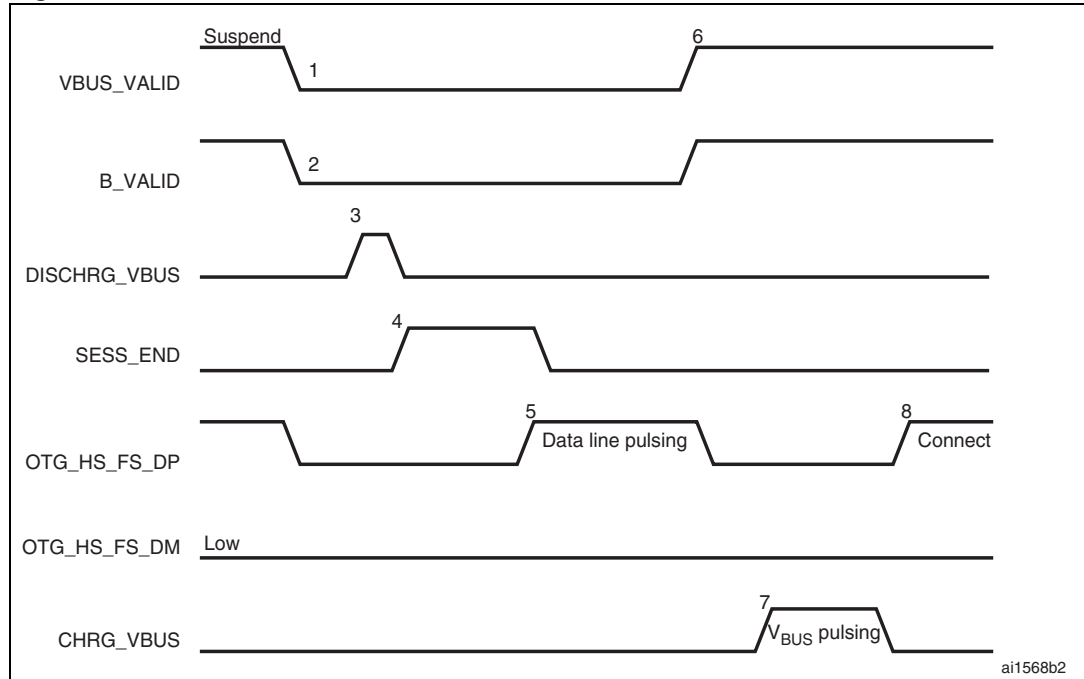 Suspend
6
VBUS_VALID
1
B_VALID
2
3
DISCHRG_VBUS
4
SESS_END
5
8
OTG_HS_FS_DP
Data line pulsing
Connect
OTG_HS_FS_DM
Low
7
CHRG_VBUS
VBUS pulsing
ai1568b2